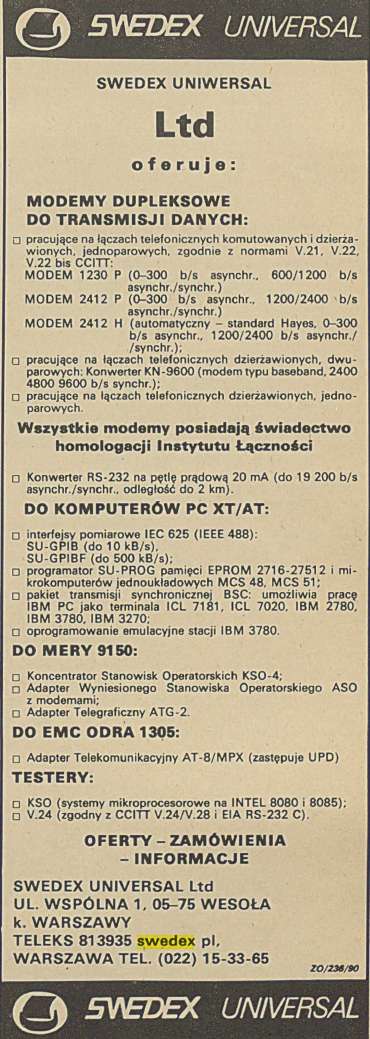 SWEDEX UNIVERSAL
SWEDEX UNIWERSAL
Ltd
oferuje:
MODEMY DUPLEKSOWE
DO TRANSMISJI DANYCH:
□ pracujące na łączach telefonicznych komutowanych i dzierża-
wionych, jednoparowych, zgodnie z normami V.21, V.22,
V.22 bis CCITT:
MODEM 1230 P (0–300 b/s asynchr., 600/1200 b/s
asynchr./synchr.)
MODEM 2412 P (0–300 b/s asynchr., 1200/2400 b/s
asynchr./synchr.)
MODEM 2412 H (automatyczny – standard Hayes, 0–300
b/s asynchr., 1200/2400 b/s asynchr./
/synchr.);
□ pracujące na łączach telefonicznych dzierżawionych, dwu-
parowych: Konwerter KN-9600 (modem typu baseband, 2400
4800 9600 b/s synchr.);
□ pracujące na łączach telefonicznych dzierżawionych, jedno-
parowych.
Wszystkie modemy posiadają świadectwo
homologacji Instytutu Łączności
□ Konwerter RS-232 na pętlę prądową 20 mA (do 19 200 b/s
asynchr./synchr., odległość do 2 km).
DO KOMPUTERÓW PC XT/AT:
□ interfejsy pomiarowe IEC 625 (IEEE 488):
SU-GPIB (do 10 kB/s),
SU-GPIBF (do 500 kB/s);
□ programator SU-PROG pamięci EPROM 2716-27512 i mi-
krokomputerów jednoukładowych MCS 48, MCS 51;
□ pakiet transmisji synchronicznej BSC: umożliwia pracę
IBM PC jako terminala ICL 7181, ICL 7020, IBM 2780,
IBM 3780, IBM 3270;
□ oprogramowanie emulacyjne stacji IBM 3780.
DO MERY 9150:
□ Koncentrator Stanowisk Operatorskich KSO-4;
□ Adapter Wyniesionego Stanowiska Operatorskiego ASO
z modemami;
□ Adapter Telegraficzny ATG-2.
DO EMC ODRA 1305:
□ Adapter Telekomunikacyjny AT-8/MPX (zastępuje UPD)
TESTERY:
□ KSO (systemy mikroprocesorowe na INTEL 8080 i 8085);
□ V.24 (zgodny z CCITT V.24/V.28 i EIA RS-232 C).
OFERTY – ZAMÓWIENIA
– INFORMACJE
SWEDEX UNIVERSAL Ltd
UL. WSPÓLNA 1, 05–75 WESOŁA
k. WARSZAWY
TELEKS 813935 swedex pl,
WARSZAWA TEL. (022) 15-33-65
ZO/236/90
SWEDEX UNIVERSAL